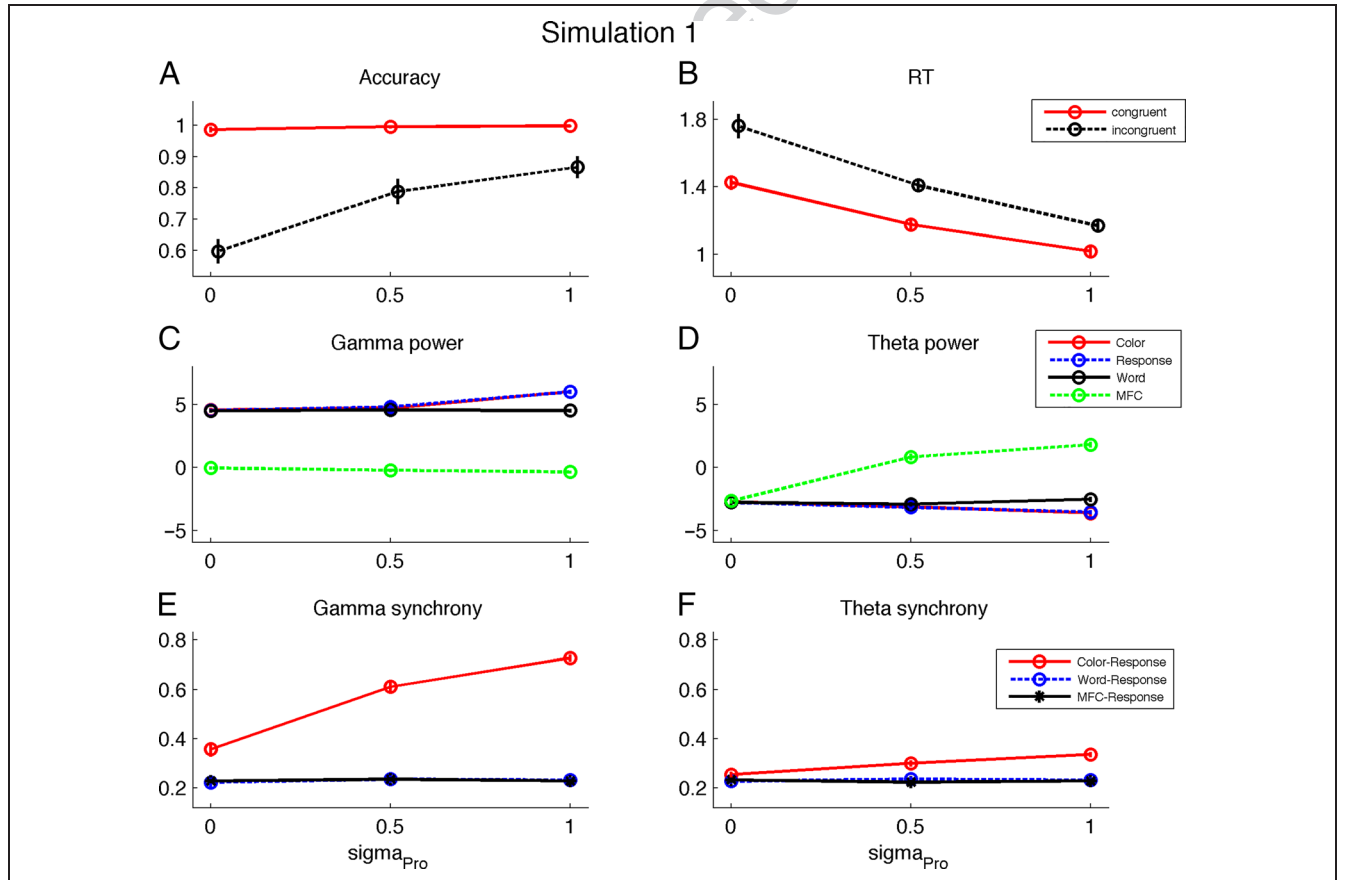 Simulation 1
A
Accuracy
1
0.9
0.8
0.7
0.6
0
0.5
1
B
RT
1.8
1.4
1
0
0.5
1
congruent
incongruent
C
Gamma power
5
0
−5
0
0.5
1
D
Theta power
5
0
−5
0
0.5
1
Color
Response
Word
MFC
E
Gamma synchrony
0.8
0.6
0.4
0.2
0
0.5
1
sigma Pro
F
Theta synchrony
0.8
0.6
0.4
0.2
0
0.5
1
sigma Pro
Color-Response
Word-Response
MFC-Response